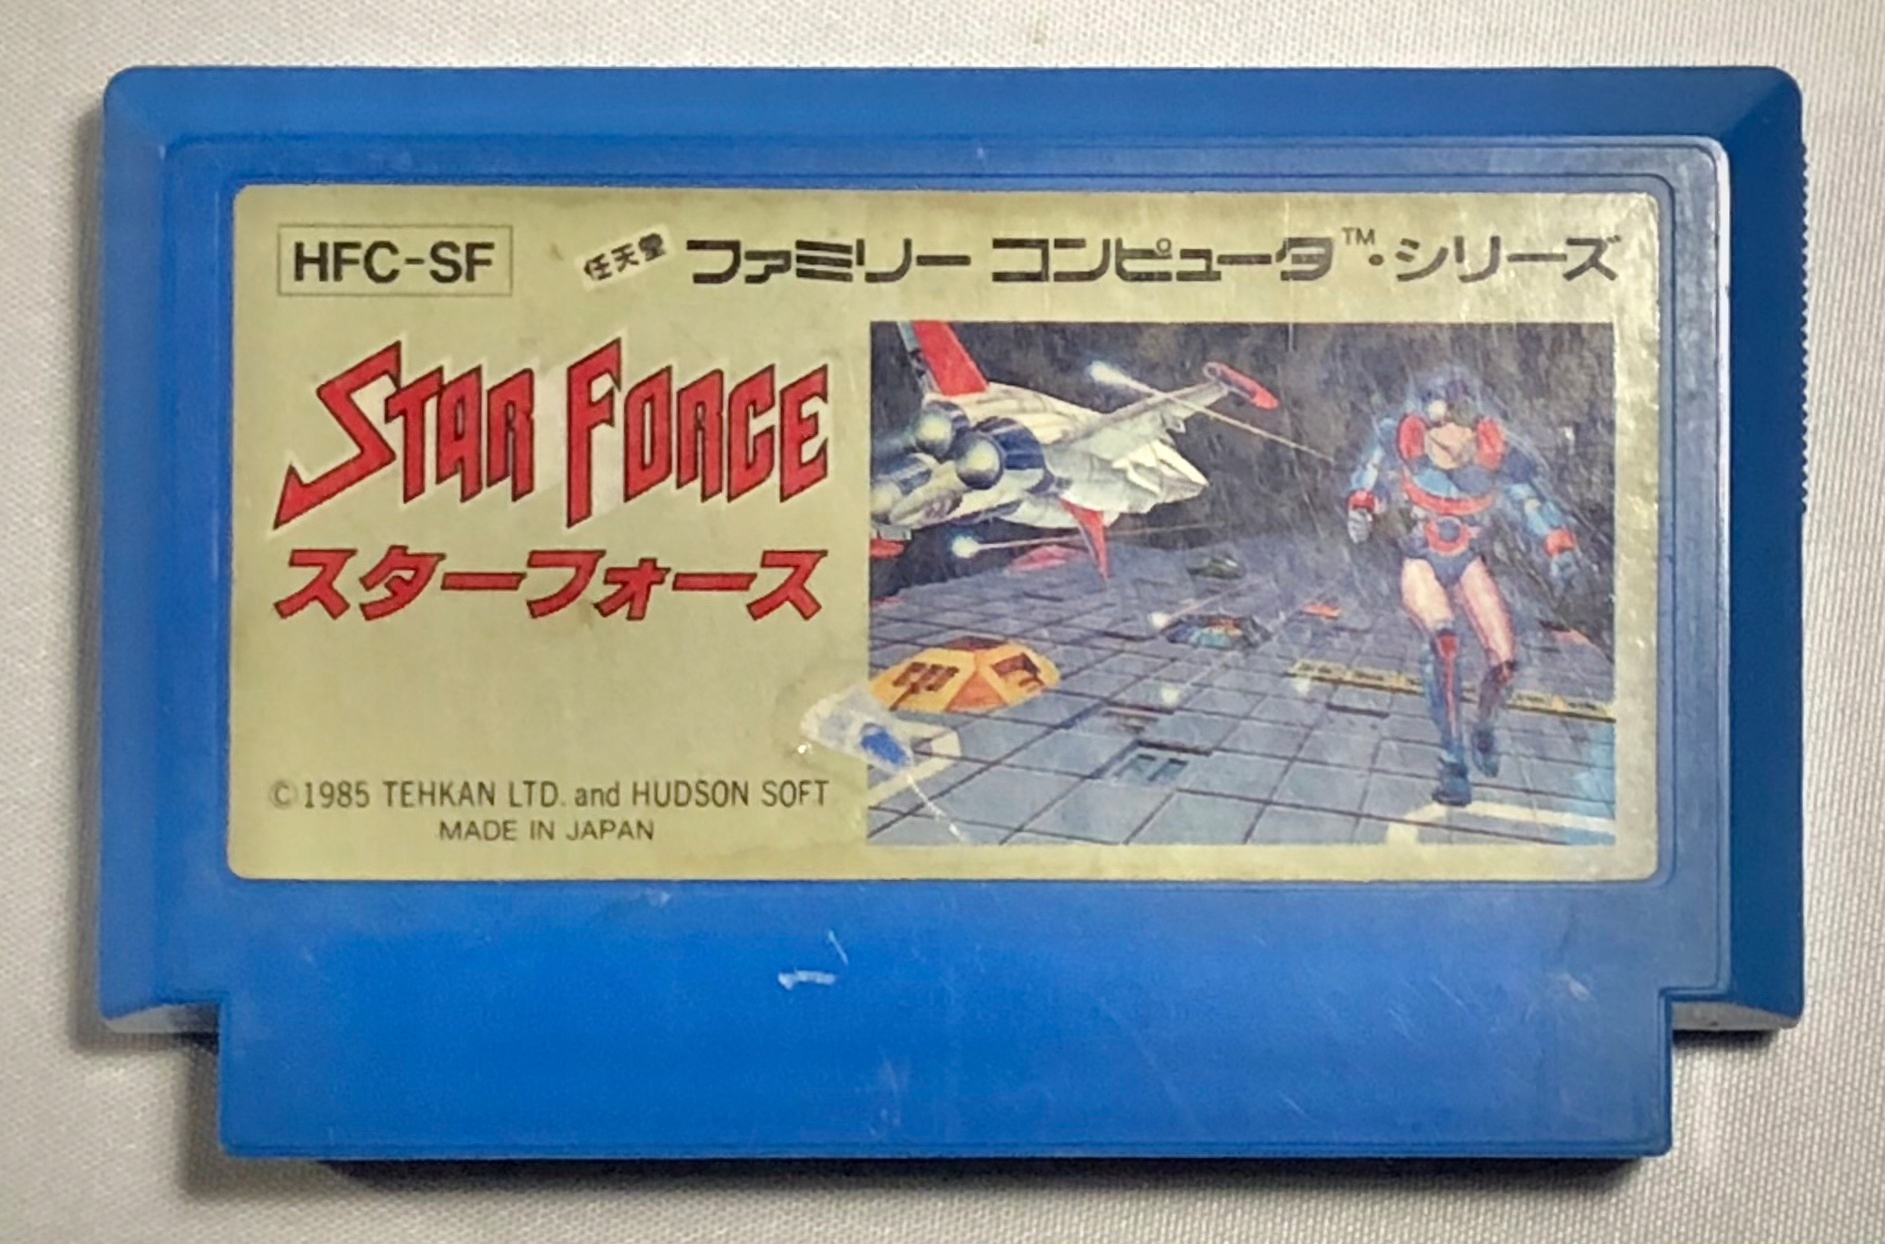 HFC-SF
任天堂 ファミリー コンピュータ™・シリーズ
STAR FORCE
スターフォース
©1985 TEHKAN LTD. and HUDSON SOFT
MADE IN JAPAN